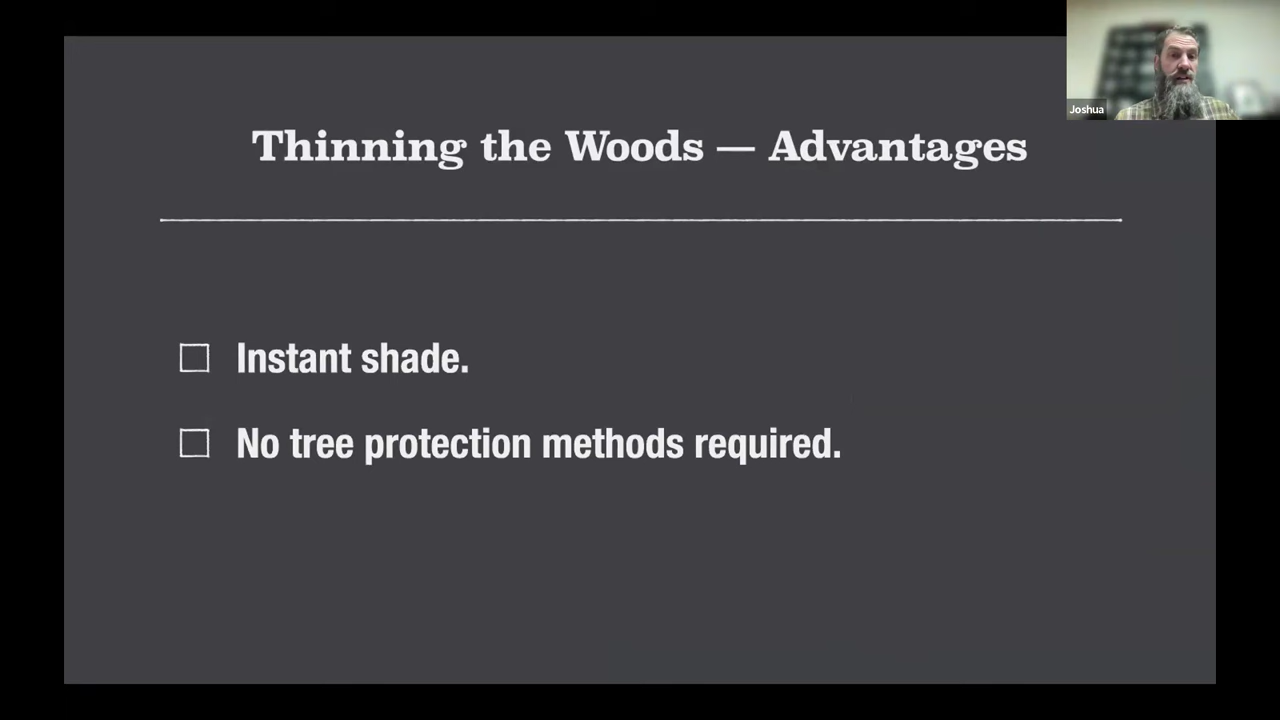 Joshua
Thinning the Woods — Advantages
Instant shade.
No tree protection methods required.